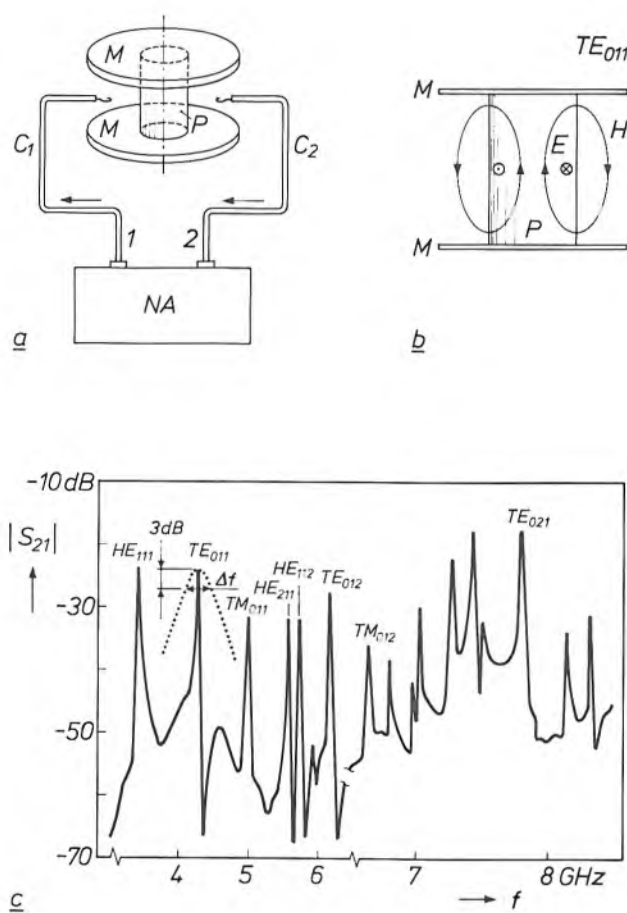 M
M
P
C1
C2
1
2
NA
a
TE011
M
E
H
P
M
b
-10 dB
|S21|
3dB
HE111
TE011
Δf
TM011
HE211
HE112
TE012
TM012
TE021
-30
-50
-70
4
5
6
7
8 GHz
f
c